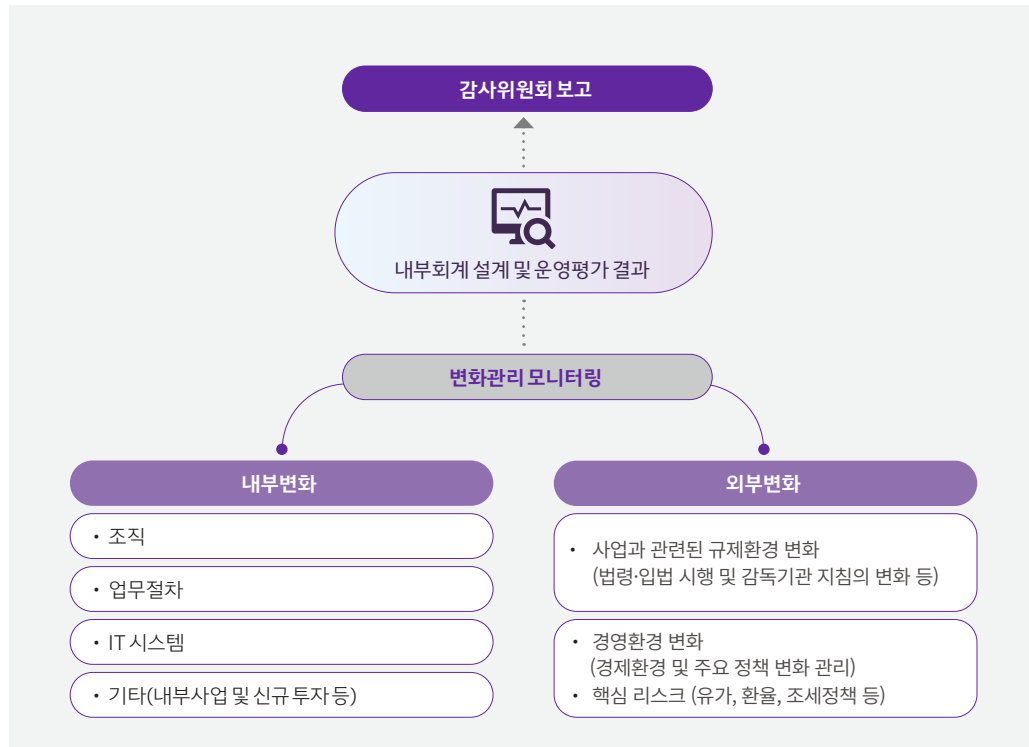 감사위원회 보고
내부회계 설계 및 운영평가 결과
변화관리 모니터링
내부변화
• 조직
• 업무절차
• IT 시스템
• 기타(내부사업 및 신규 투자 등)
외부변화
• 사업과 관련된 규제환경 변화
(법령·입법 시행 및 감독기관 지침의 변화 등)
• 경영환경 변화
(경제환경 및 주요 정책 변화 관리)
• 핵심 리스크 (유가, 환율, 조세정책 등)